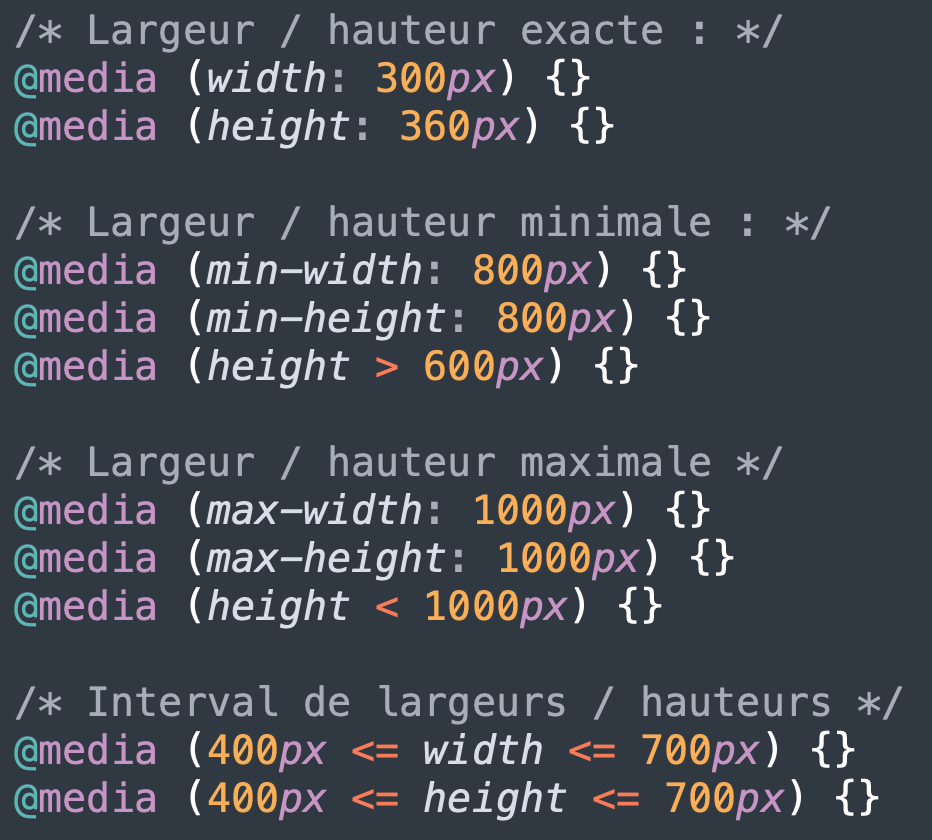 /* Largeur / hauteur exacte : */
@media (width: 300px) {}
@media (height: 360px) {}
/* Largeur / hauteur minimale : */
@media (min-width: 800px) {}
@media (min-height: 800px) {}
@media (height > 600px) {}
/* Largeur / hauteur maximale */
@media (max-width: 1000px) {}
@media (max-height: 1000px) {}
@media (height < 1000px) {}
/* Interval de largeurs / hauteurs */
@media (400px <= width <= 700px) {}
@media (400px <= height <= 700px) {}